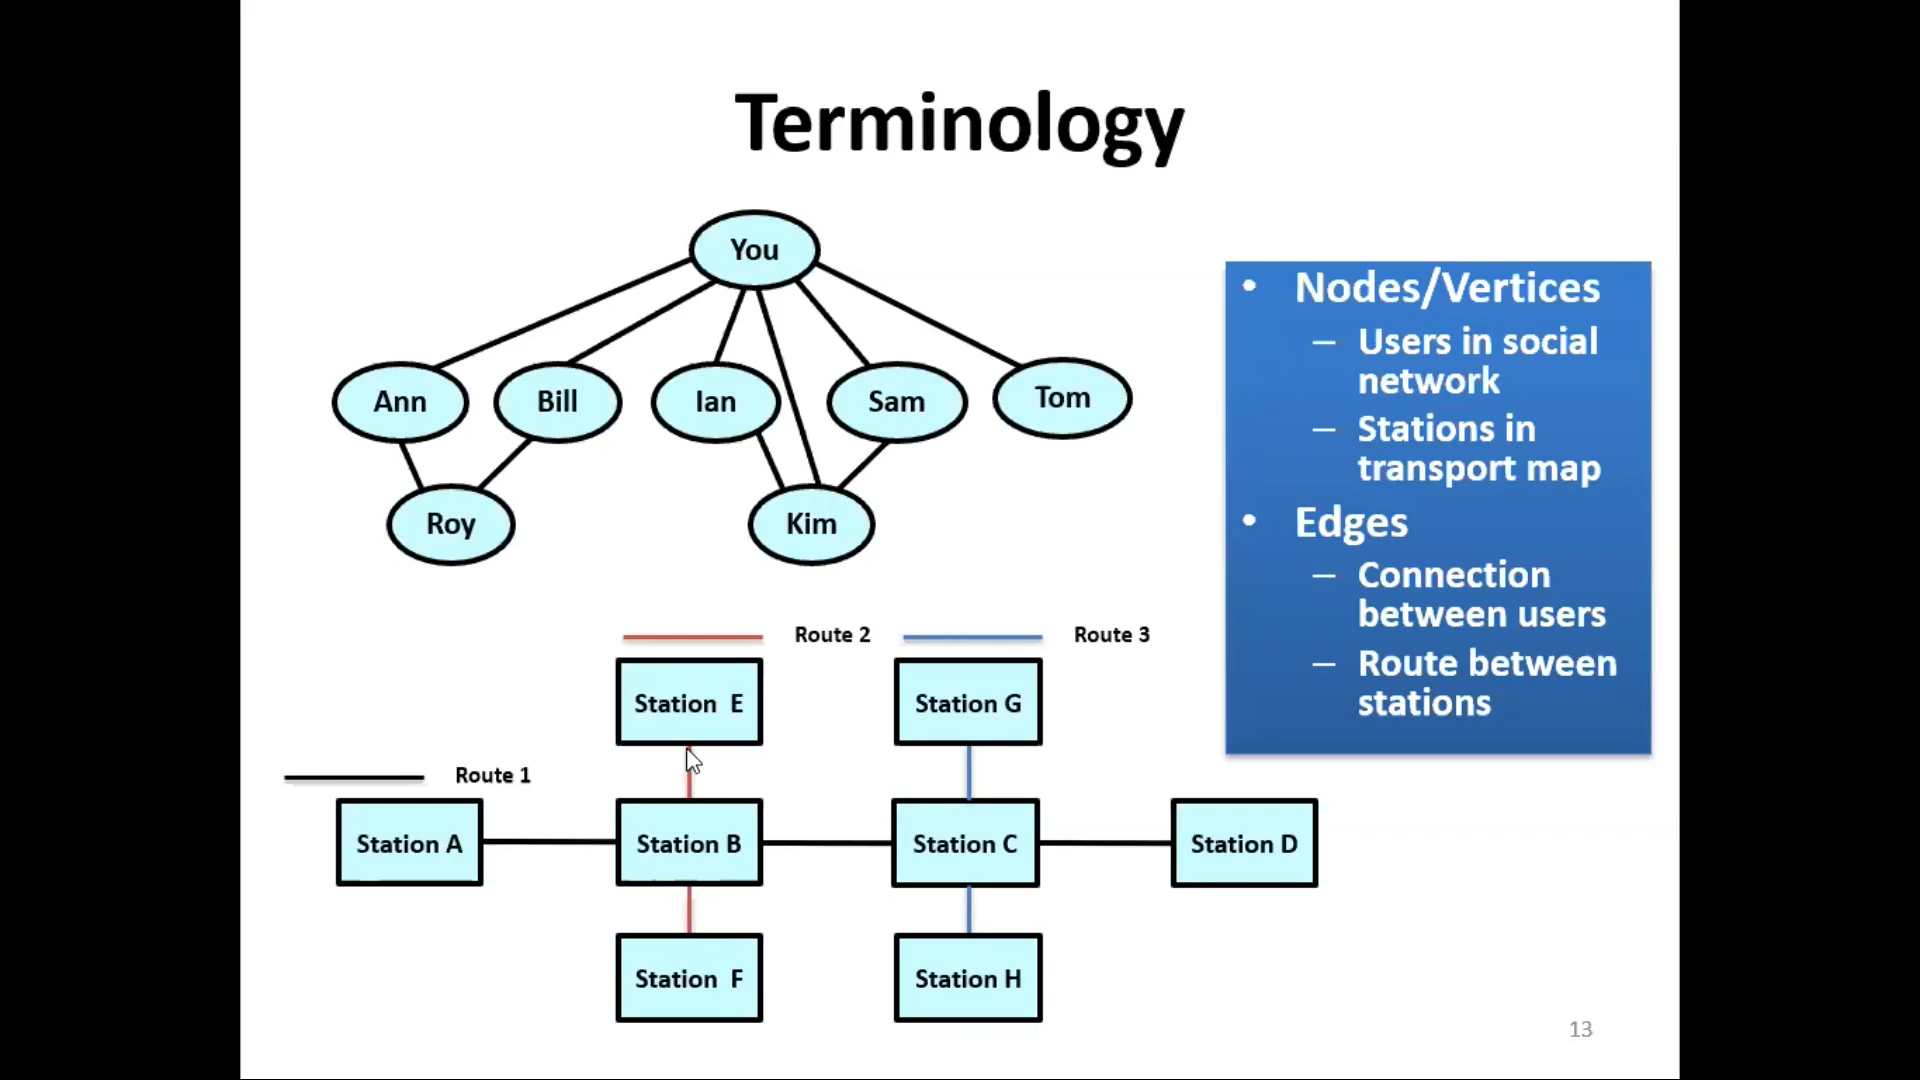 Terminology
You
Ann
Bill
Ian
Sam
Tom
Roy
Kim
• Nodes/Vertices
– Users in social
network
– Stations in
transport map
• Edges
– Connection
between users
– Route between
stations
Route 2
Route 3
Station E
Station G
Route 1
Station A
Station B
Station C
Station D
Station F
Station H
13